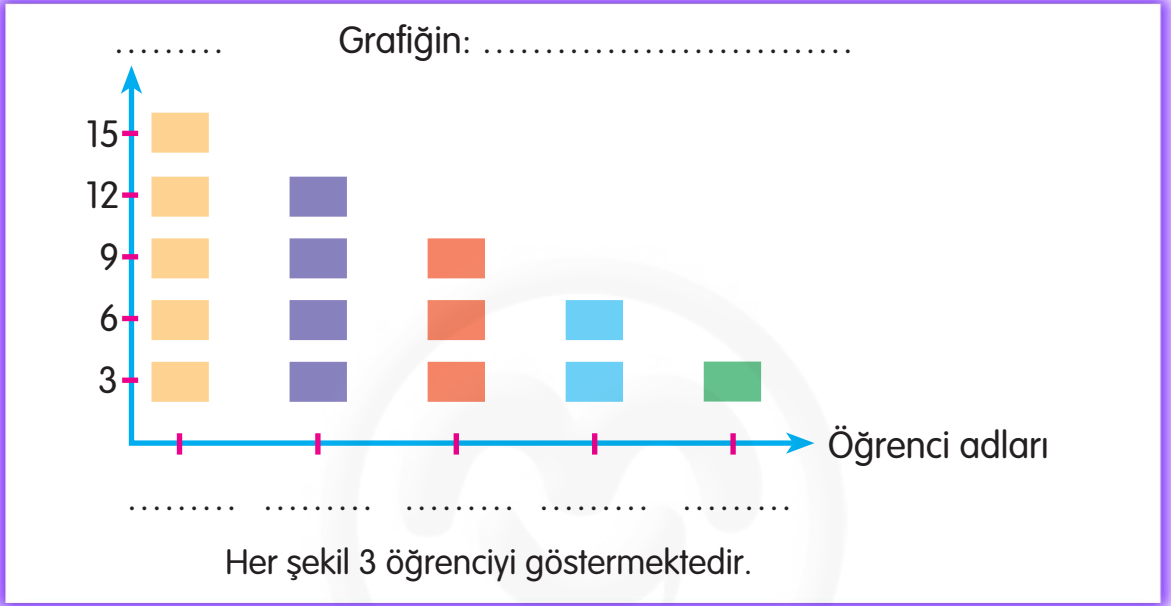 ......... Grafiğin: ...............................
15
12
9
6
3
Öğrenci adları
......... ......... ......... ......... .........
Her şekil 3 öğrenciyi göstermektedir.